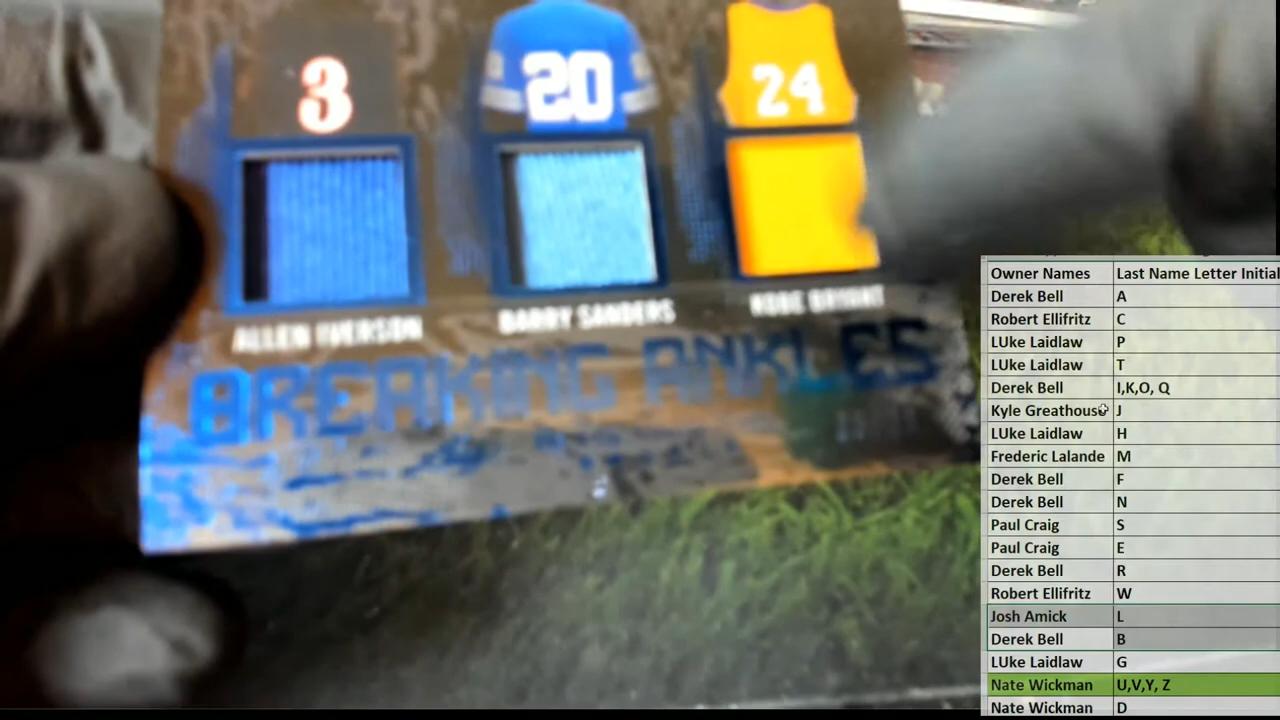 3 20 24
ALLEN IVERSON BARRY SANDERS KOBE BRYANT
BREAKING ANKLES
Owner Names Last Name Letter Initial
Derek Bell A
Robert Ellifritz C
LUke Laidlaw P
LUke Laidlaw T
Derek Bell I,K,O, Q
Kyle Greathouse J
LUke Laidlaw H
Frederic Lalande M
Derek Bell F
Derek Bell N
Paul Craig S
Paul Craig E
Derek Bell R
Robert Ellifritz W
Josh Amick L
Derek Bell B
LUke Laidlaw G
Nate Wickman U,V,Y, Z
Nate Wickman D